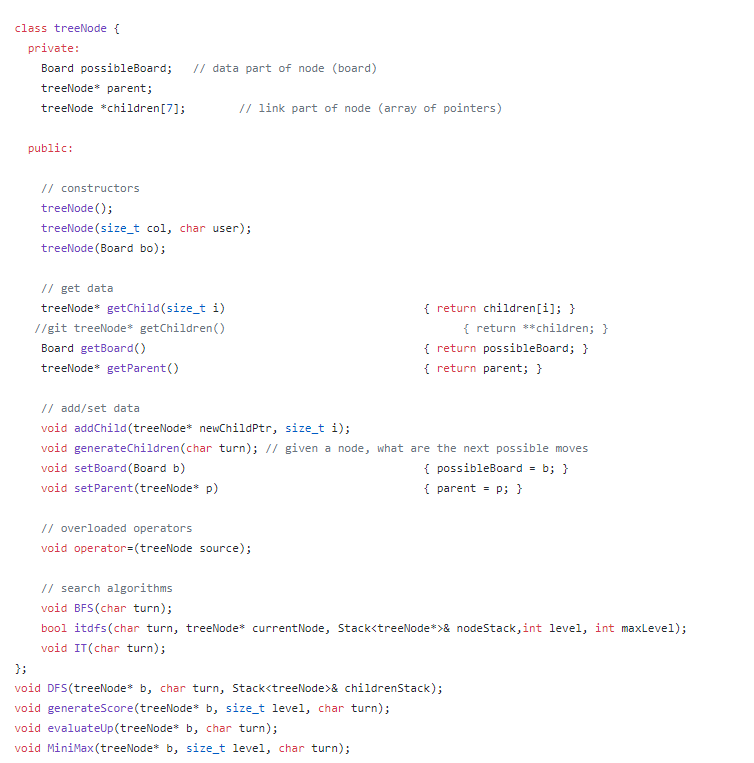 class treeNode {
private:
Board possibleBoard; // data part of node (board)
treeNode* parent;
treeNode *children[7]; // link part of node (array of pointers)
public:
// constructors
treeNode();
treeNode(size_t col, char user);
treeNode(Board bo);
// get data
treeNode* getChild(size_t i) { return children[i]; }
//git treeNode* getChildren() { return **children; }
Board getBoard() { return possibleBoard; }
treeNode* getParent() { return parent; }
// add/set data
void addChild(treeNode* newChildPtr, size_t i);
void generateChildren(char turn); // given a node, what are the next possible moves
void setBoard(Board b) { possibleBoard = b; }
void setParent(treeNode* p) { parent = p; }
// overloaded operators
void operator=(treeNode source);
// search algorithms
void BFS(char turn);
bool itdfs(char turn, treeNode* currentNode, Stack<treeNode*>& nodeStack,int level, int maxLevel);
void IT(char turn);
};
void DFS(treeNode* b, char turn, Stack<treeNode>& childrenStack);
void generateScore(treeNode* b, size_t level, char turn);
void evaluateUp(treeNode* b, char turn);
void MiniMax(treeNode* b, size_t level, char turn);